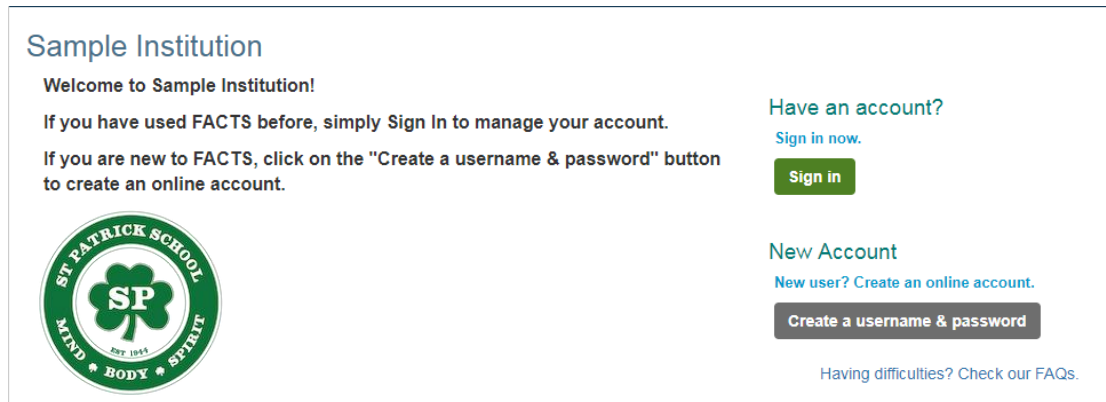 Sample Institution
Welcome to Sample Institution!
If you have used FACTS before, simply Sign In to manage your account.
If you are new to FACTS, click on the "Create a username & password" button
to create an online account.
ST PATRICK SCHOOL
SP
EST 1944
MIND BODY SPIRIT
Have an account?
Sign in now.
Sign in
New Account
New user? Create an online account.
Create a username & password
Having difficulties? Check our FAQs.